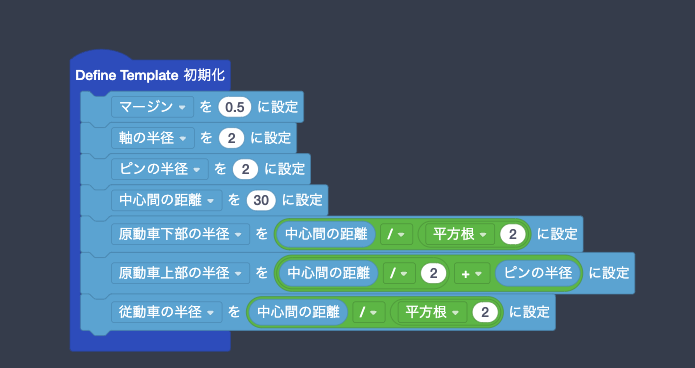 Define Template 初期化
マージン を 0.5 に設定
軸の半径 を 2 に設定
ピンの半径 を 2 に設定
中心間の距離 を 30 に設定
原動車下部の半径 を 中心間の距離 / 平方根 2 に設定
原動車上部の半径 を 中心間の距離 / 2 + ピンの半径 に設定
従動車の半径 を 中心間の距離 / 平方根 2 に設定